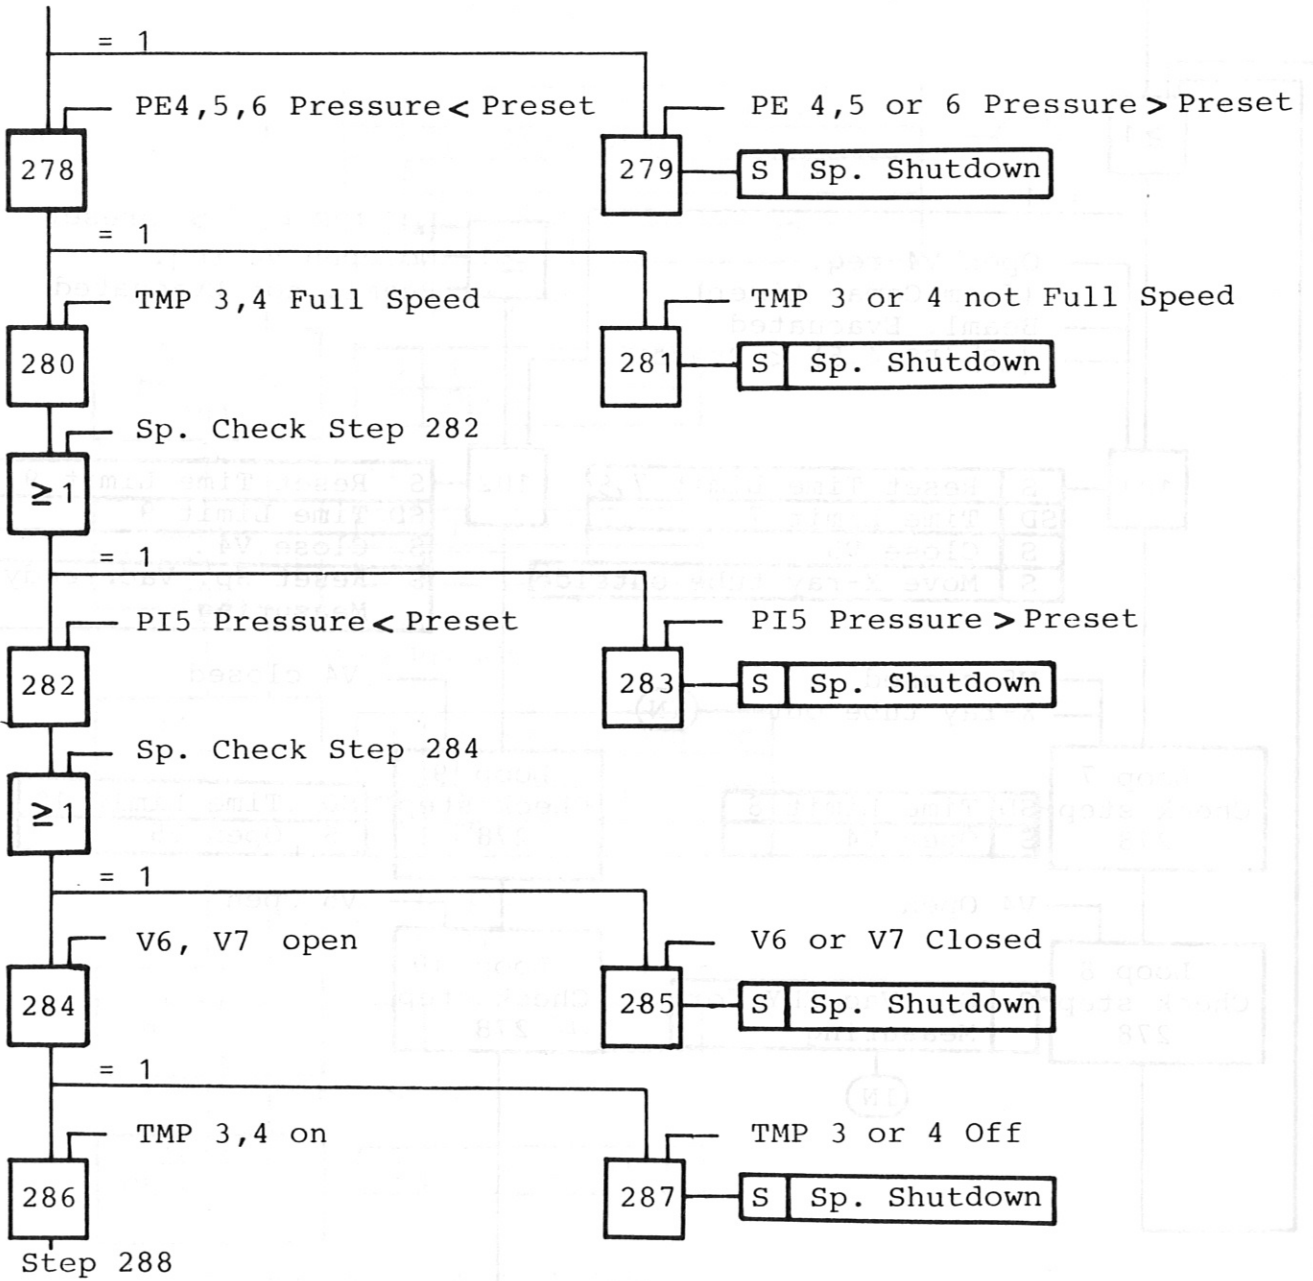 = 1
PE4,5,6 Pressure < Preset
PE 4,5 or 6 Pressure > Preset
278
279
S Sp. Shutdown
= 1
TMP 3,4 Full Speed
TMP 3 or 4 not Full Speed
280
281
S Sp. Shutdown
Sp. Check Step 282
≥1
= 1
PI5 Pressure < Preset
PI5 Pressure > Preset
282
283
S Sp. Shutdown
Sp. Check Step 284
≥1
= 1
V6, V7 open
V6 or V7 Closed
284
285
S Sp. Shutdown
= 1
TMP 3,4 on
TMP 3 or 4 Off
286
287
S Sp. Shutdown
Step 288